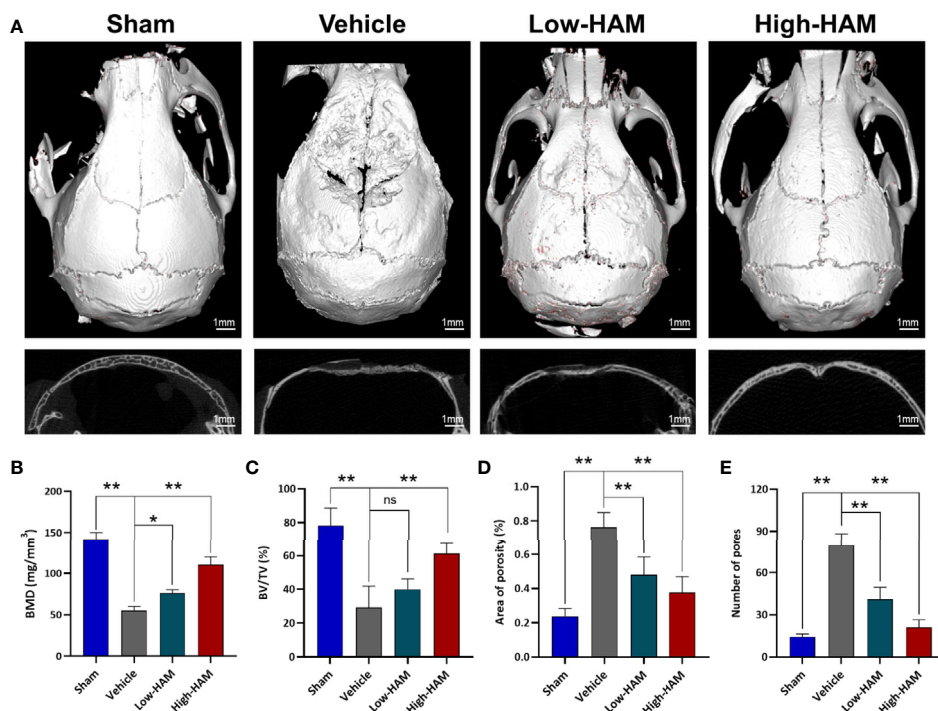 A
Sham
Vehicle
Low-HAM
High-HAM
1mm
1mm
1mm
1mm
1mm
1mm
1mm
1mm
B
BMD (mg/mm³)
200
150
100
50
0
**
**
*
Sham
Vehicle
Low-HAM
High-HAM
C
BV/TV (%)
100
80
60
40
20
0
**
**
ns
Sham
Vehicle
Low-HAM
High-HAM
D
Area of porosity (%)
1.0
0.8
0.6
0.4
0.2
0.0
**
**
**
Sham
Vehicle
Low-HAM
High-HAM
E
Number of pores
120
90
60
30
0
**
**
**
Sham
Vehicle
Low-HAM
High-HAM